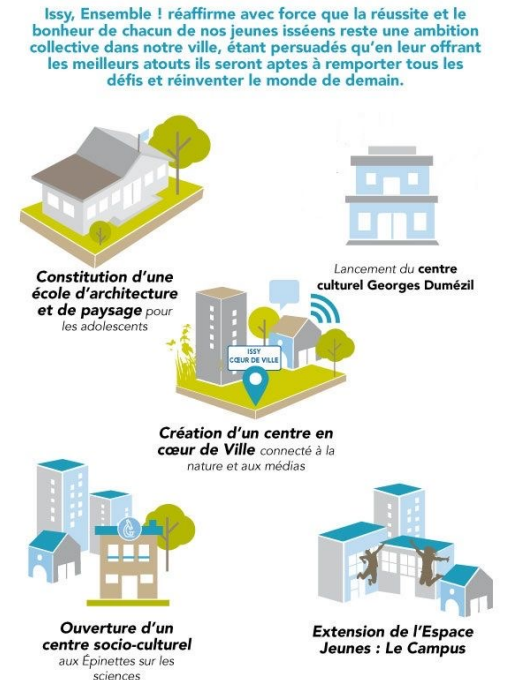 Issy, Ensemble ! réaffirme avec force que la réussite et le
bonheur de chacun de nos jeunes isséens reste une ambition
collective dans notre ville, étant persuadés qu'en leur offrant
les meilleurs atouts ils seront aptes à remporter tous les
défis et réinventer le monde de demain.
Constitution d'une
école d'architecture
et de paysage pour
les adolescents
Lancement du centre
culturel Georges Dumézil
ISSY
CŒUR DE VILLE
Création d'un centre en
cœur de Ville connecté à la
nature et aux médias
Ouverture d'un
centre socio-culturel
aux Épinettes sur les
sciences
Extension de l'Espace
Jeunes : Le Campus